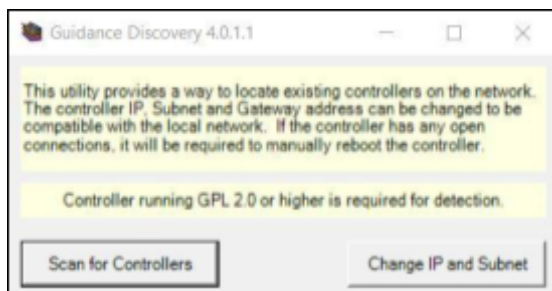 Guidance Discovery 4.0.1.1
This utility provides a way to locate existing controllers on the network.
The controller IP, Subnet and Gateway address can be changed to be
compatible with the local network. If the controller has any open
connections, it will be required to manually reboot the controller.
Controller running GPL 2.0 or higher is required for detection.
Scan for Controllers
Change IP and Subnet